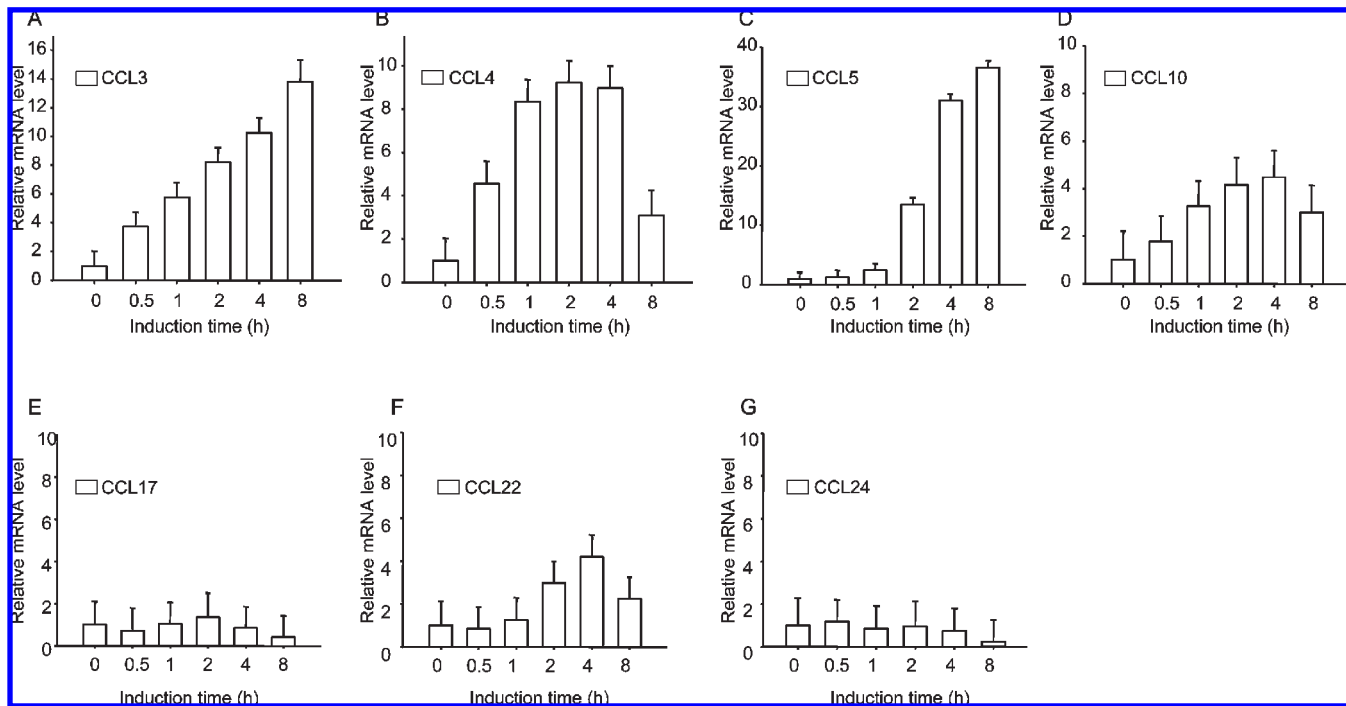 A
Relative mRNA level
16
14
12
10
8
6
4
2
0
CCL3
0 0.5 1 2 4 8
Induction time (h)
B
Relative mRNA level
10
8
6
4
2
0
CCL4
0 0.5 1 2 4 8
Induction time (h)
C
Relative mRNA level
40
30
20
10
0
CCL5
0 0.5 1 2 4 8
Induction time (h)
D
Relative mRNA level
10
8
6
4
2
0
CCL10
0 0.5 1 2 4 8
Induction time (h)
E
Relative mRNA level
10
8
6
4
2
0
CCL17
0 0.5 1 2 4 8
Induction time (h)
F
Relative mRNA level
10
8
6
4
2
0
CCL22
0 0.5 1 2 4 8
Induction time (h)
G
Relative mRNA level
10
8
6
4
2
0
CCL24
0 0.5 1 2 4 8
Induction time (h)